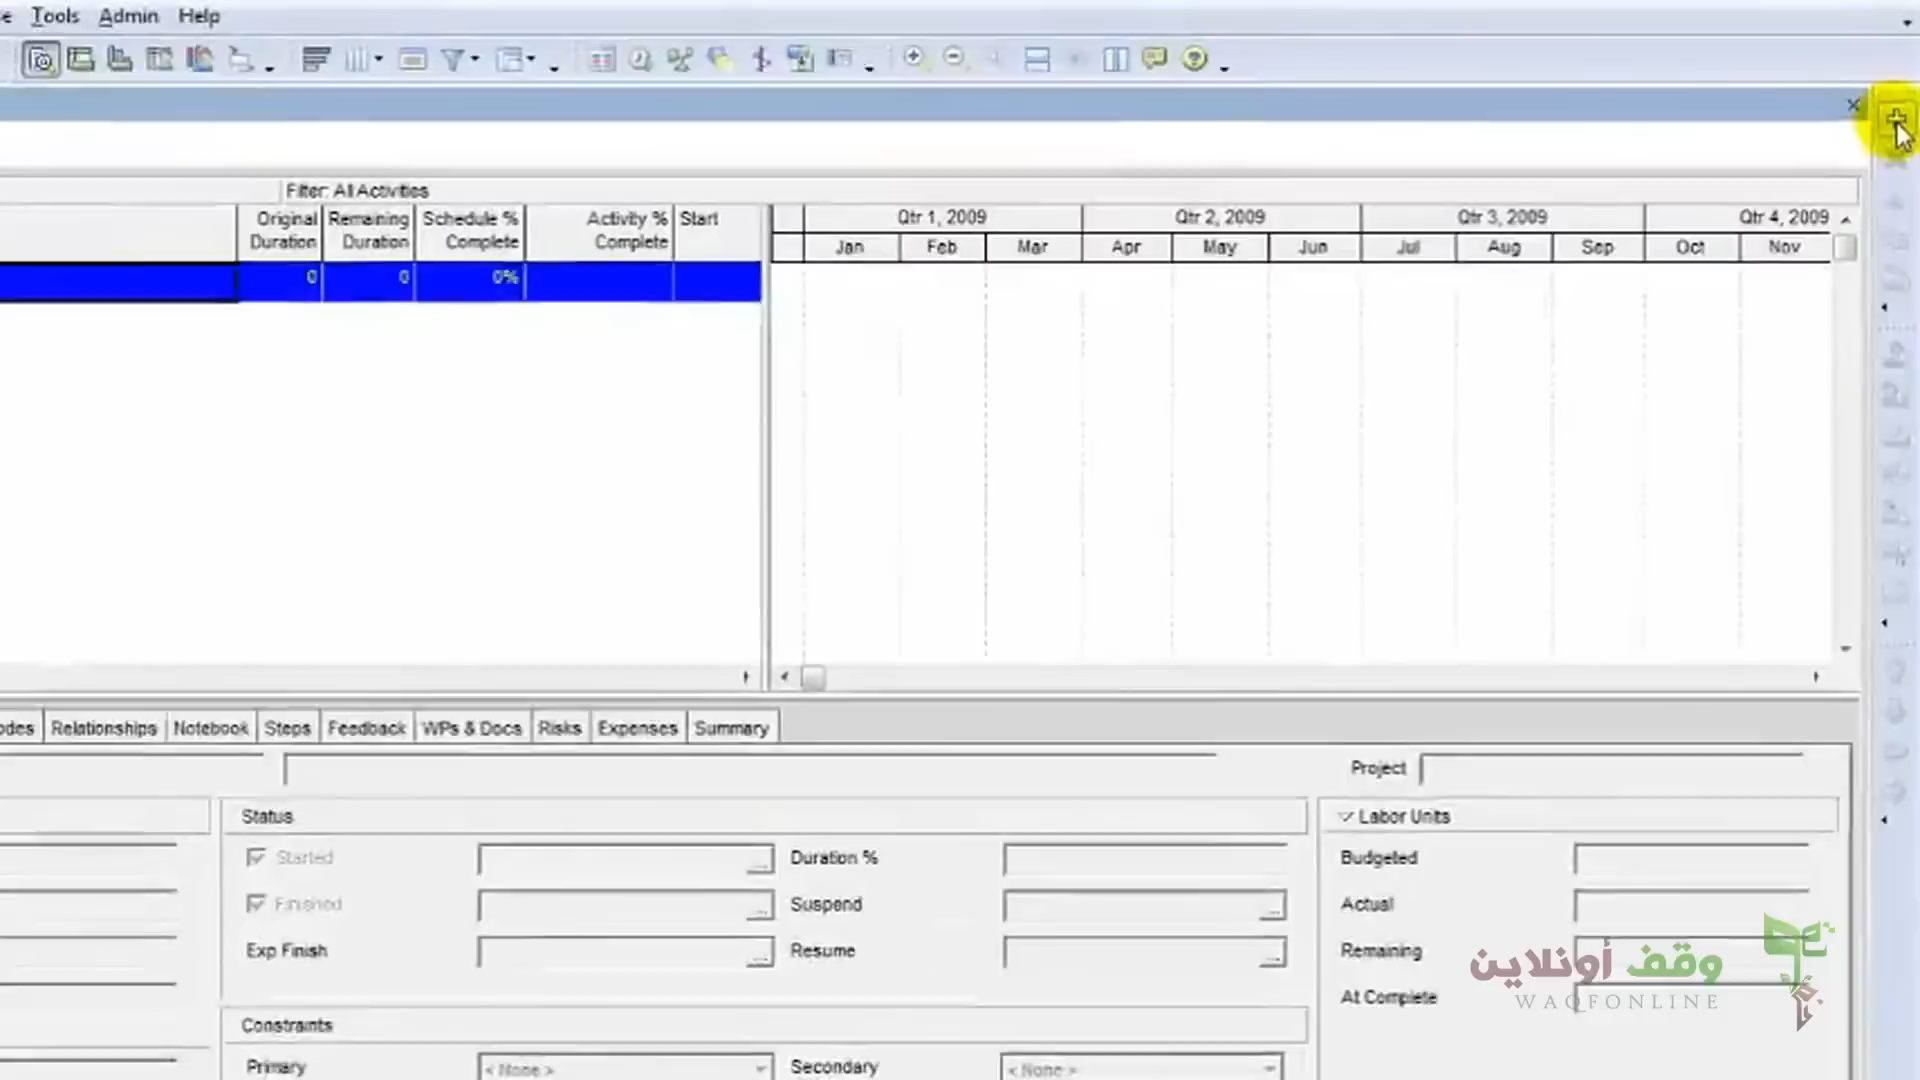 Tools Admin Help
Filter: All Activities
Original Duration
Remaining Duration
Schedule % Complete
Activity % Complete
Start
Qtr 1, 2009 Qtr 2, 2009 Qtr 3, 2009 Qtr 4, 2009
Jan Feb Mar Apr May Jun Jul Aug Sep Oct Nov
0 0 0%
Relationships Notebook Steps Feedback WPs & Docs Risks Expenses Summary
Project
Status
Labor Units
Started
Duration %
Budgeted
Finished
Suspend
Actual
Exp Finish
Resume
Remaining
At Complete
وقف أونلاين
WAQFONLINE
Constraints
Primary < None > Secondary < None >